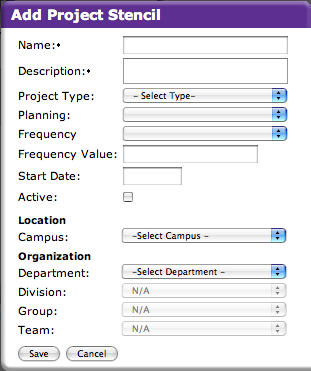 Add Project Stencil
Name:♦
Description:♦
Project Type: - Select Type-
Planning:
Frequency
Frequency Value:
Start Date:
Active:
Location
Campus: -Select Campus -
Organization
Department: -Select Department -
Division: N/A
Group: N/A
Team: N/A
Save Cancel